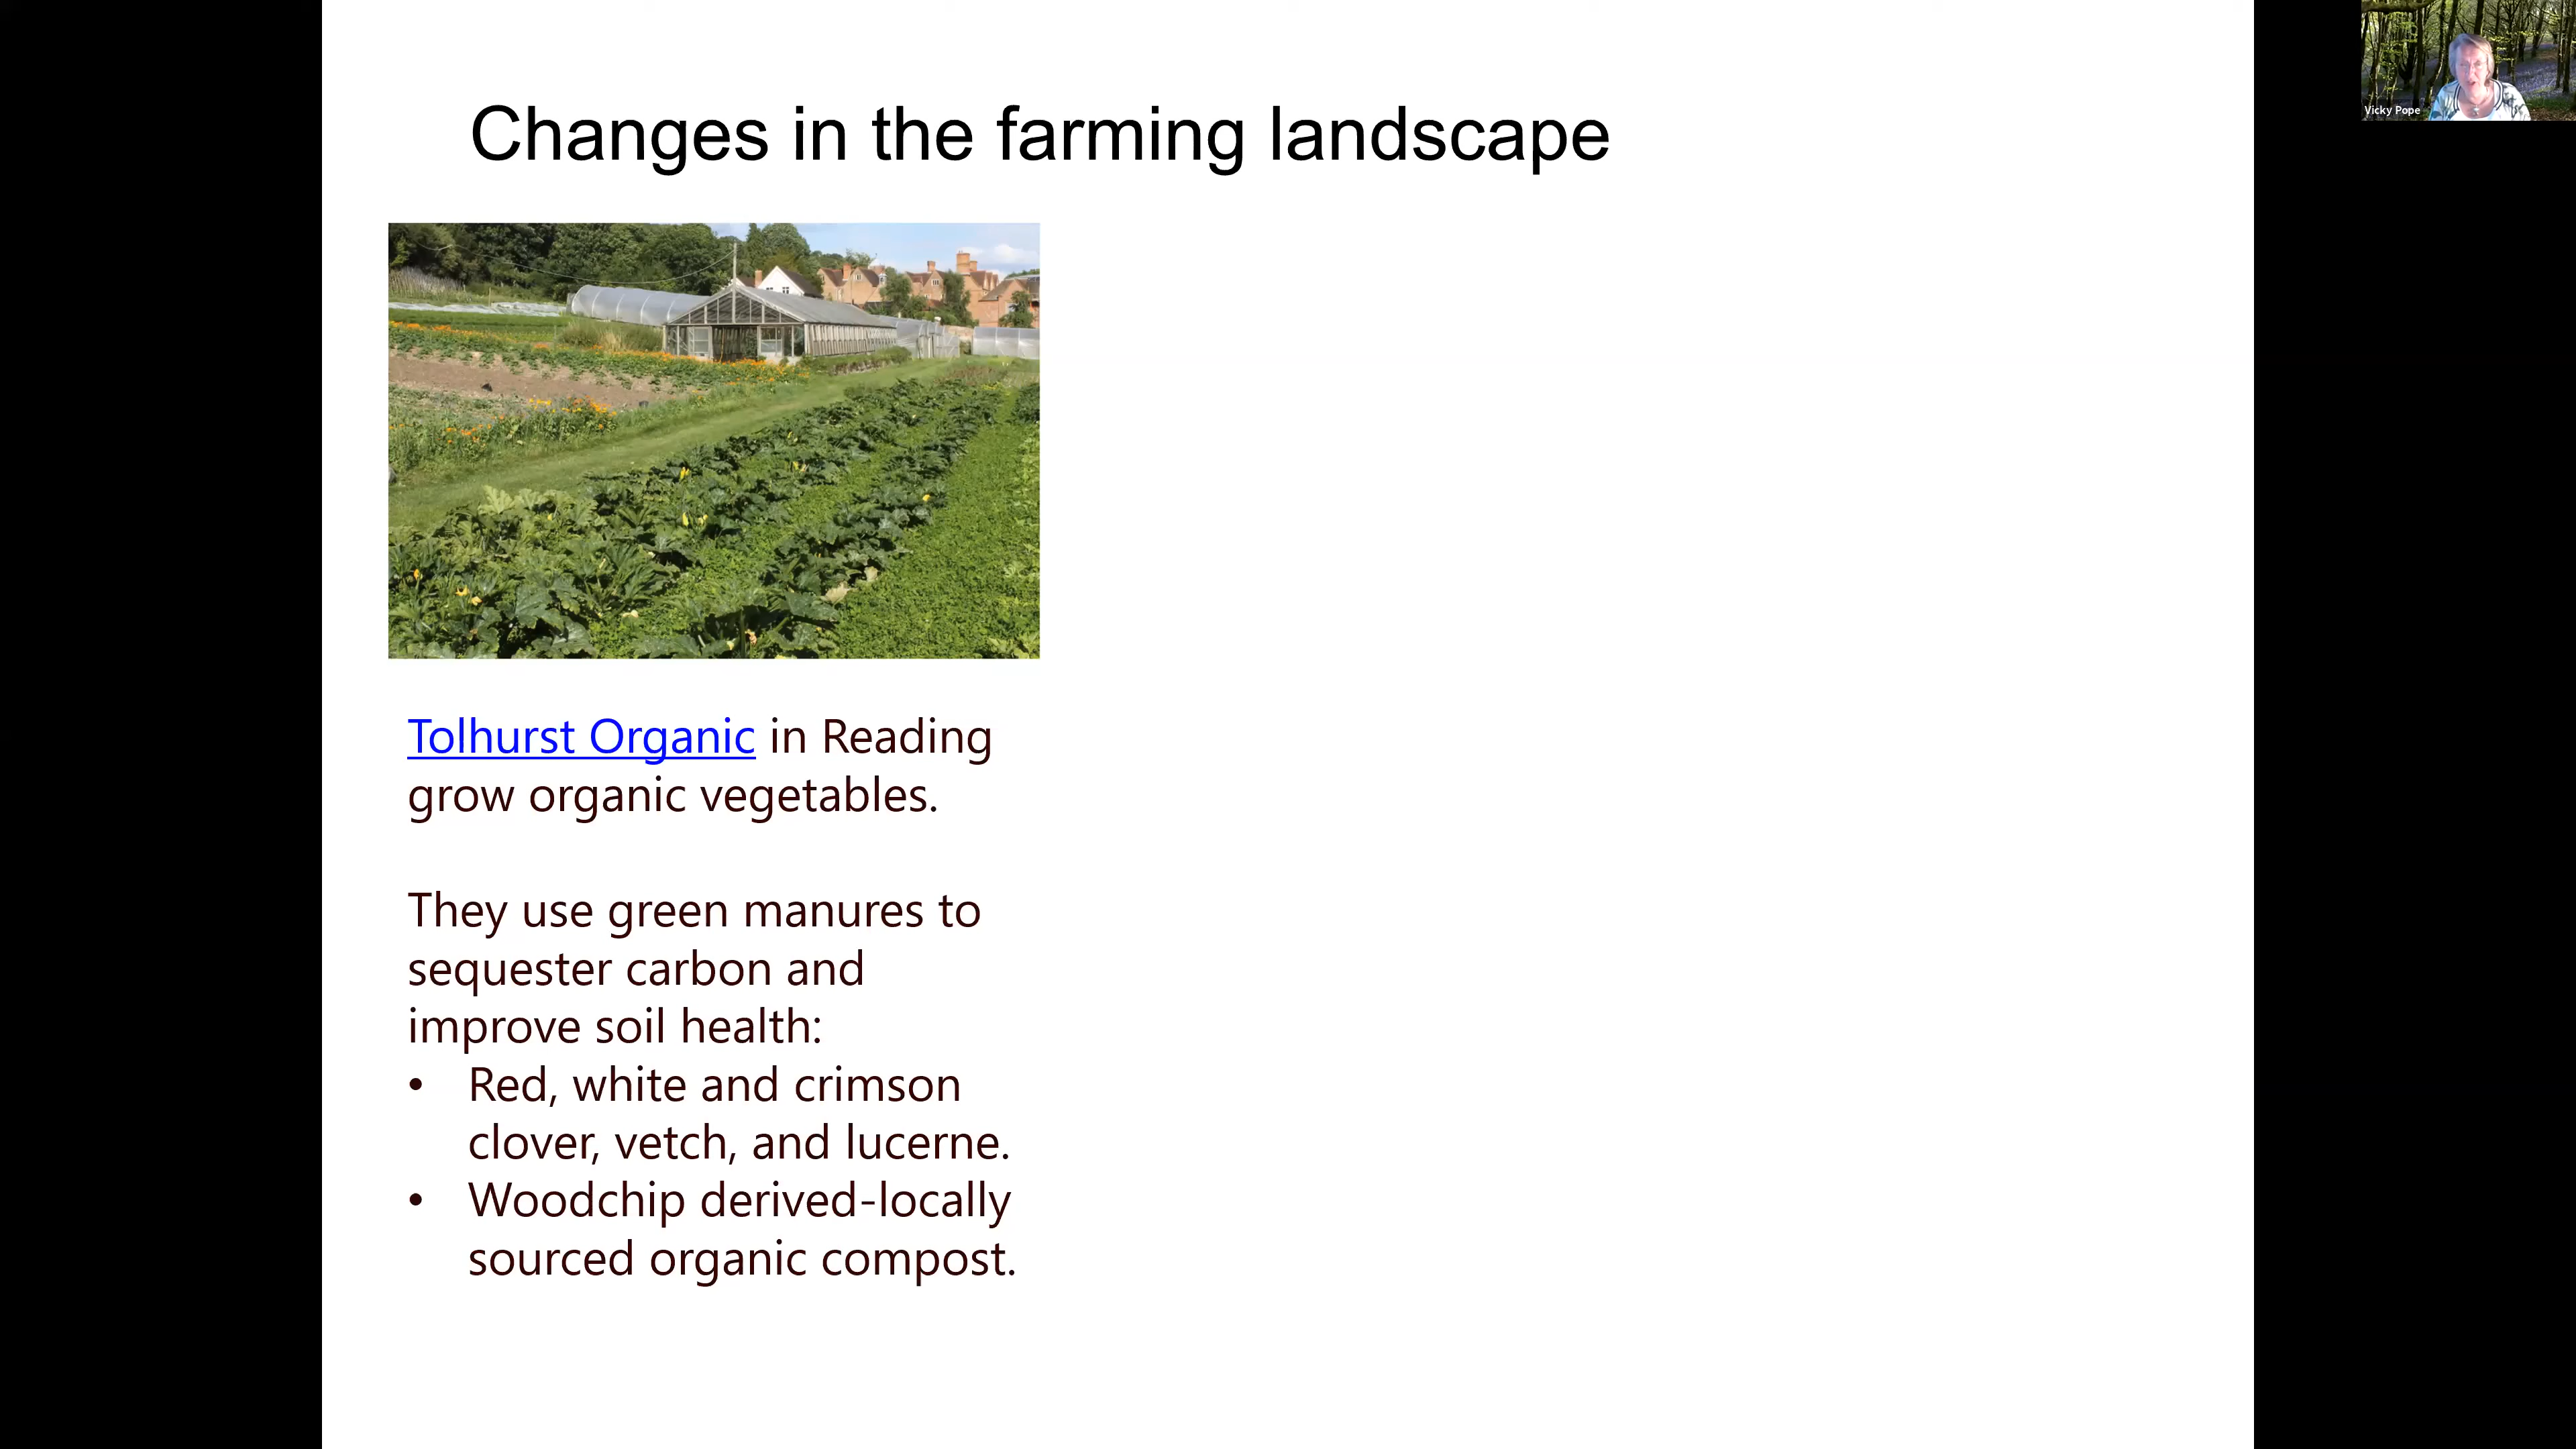 Changes in the farming landscape
Vicky Pope
Tolhurst Organic in Reading
grow organic vegetables.
They use green manures to
sequester carbon and
improve soil health:
• Red, white and crimson
clover, vetch, and lucerne.
• Woodchip derived-locally
sourced organic compost.